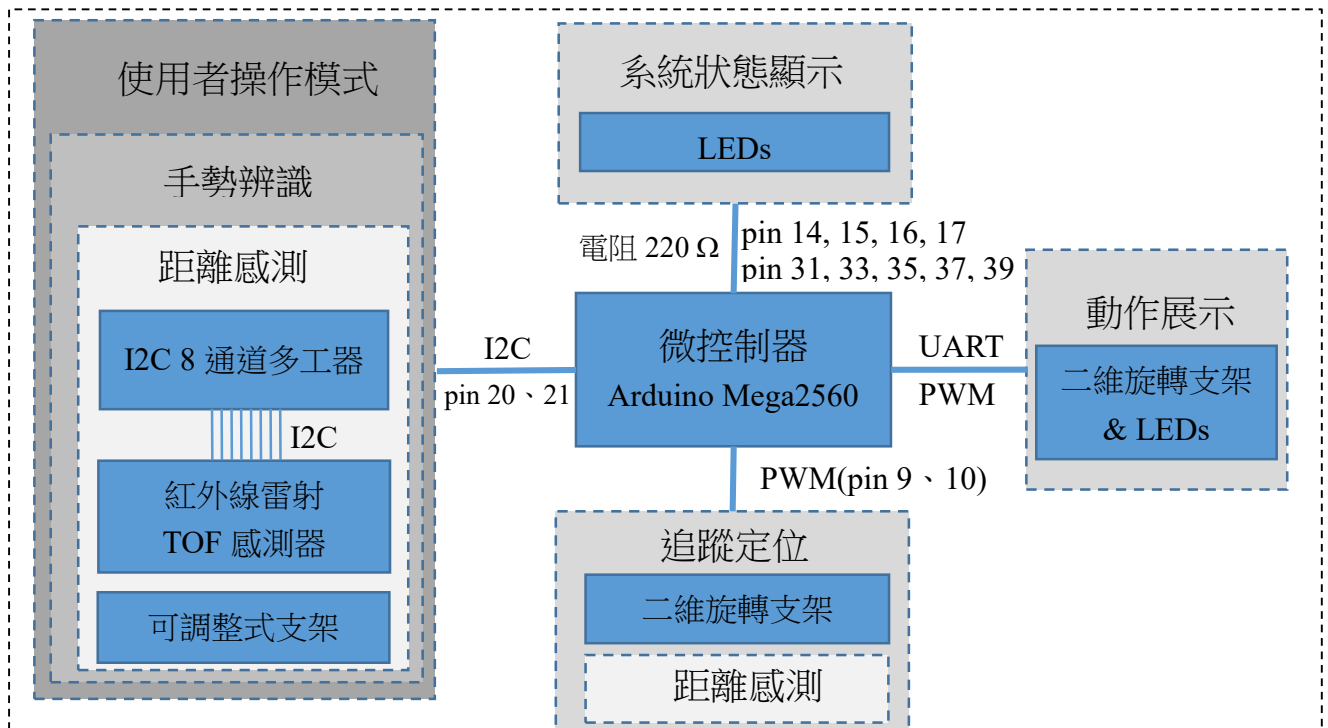 使用者操作模式
手勢辨識
距離感測
I2C 8 通道多工器
I2C
紅外線雷射
TOF 感測器
可調整式支架
I2C
pin 20、21
系統狀態顯示
LEDs
電阻 220 Ω
pin 14, 15, 16, 17
pin 31, 33, 35, 37, 39
微控制器
Arduino Mega2560
UART
PWM
動作展示
二維旋轉支架
& LEDs
PWM(pin 9、10)
追蹤定位
二維旋轉支架
距離感測